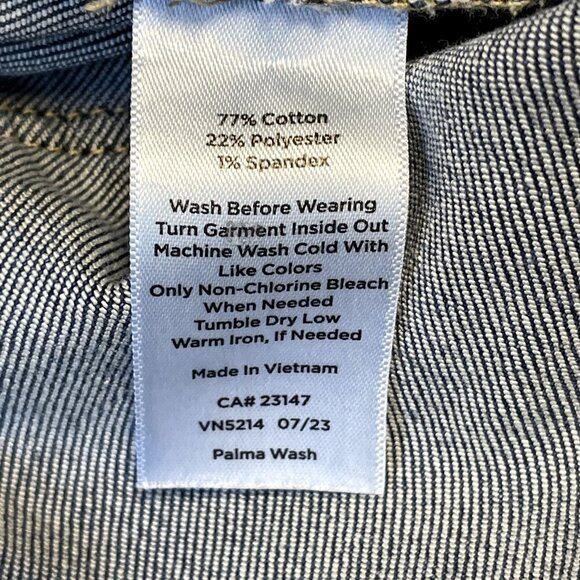 77% Cotton
22% Polyester
1% Spandex
Wash Before Wearing
Turn Garment Inside Out
Machine Wash Cold With
Like Colors
Only Non-Chlorine Bleach
When Needed
Tumble Dry Low
Warm Iron, If Needed
Made In Vietnam
CA# 23147
VN5214 07/23
Palma Wash